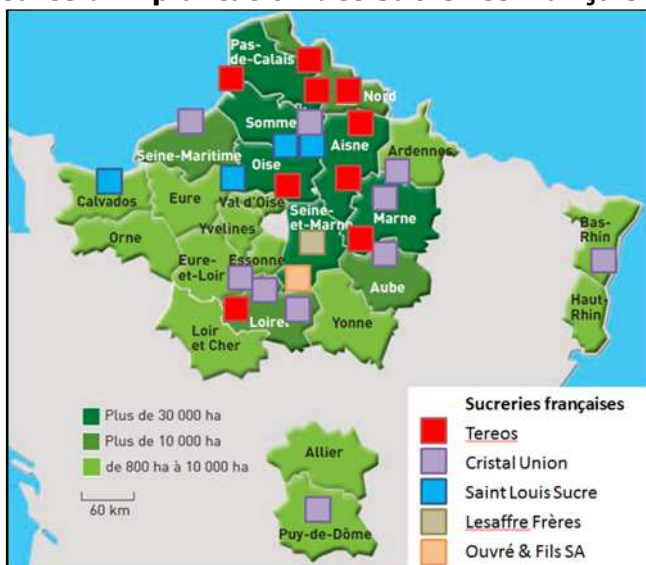 Pas-
de-Calais
Nord
Somme
Seine-Maritime
Oise
Aisne
Ardennes
Calvados
Eure
Val d'Oise
Yvelines
Seine-
et-Marne
Marne
Bas-
Rhin
Orne
Eure-
et-Loir
Essonne
Aube
Haut-
Rhin
Loiret
Yonne
Loir
et Cher
Plus de 30 000 ha
Plus de 10 000 ha
de 800 ha à 10 000 ha
60 km
Allier
Puy-de-Dôme
Sucreries françaises
Tereos
Cristal Union
Saint Louis Sucre
Lesaffre Frères
Ouvré & Fils SA